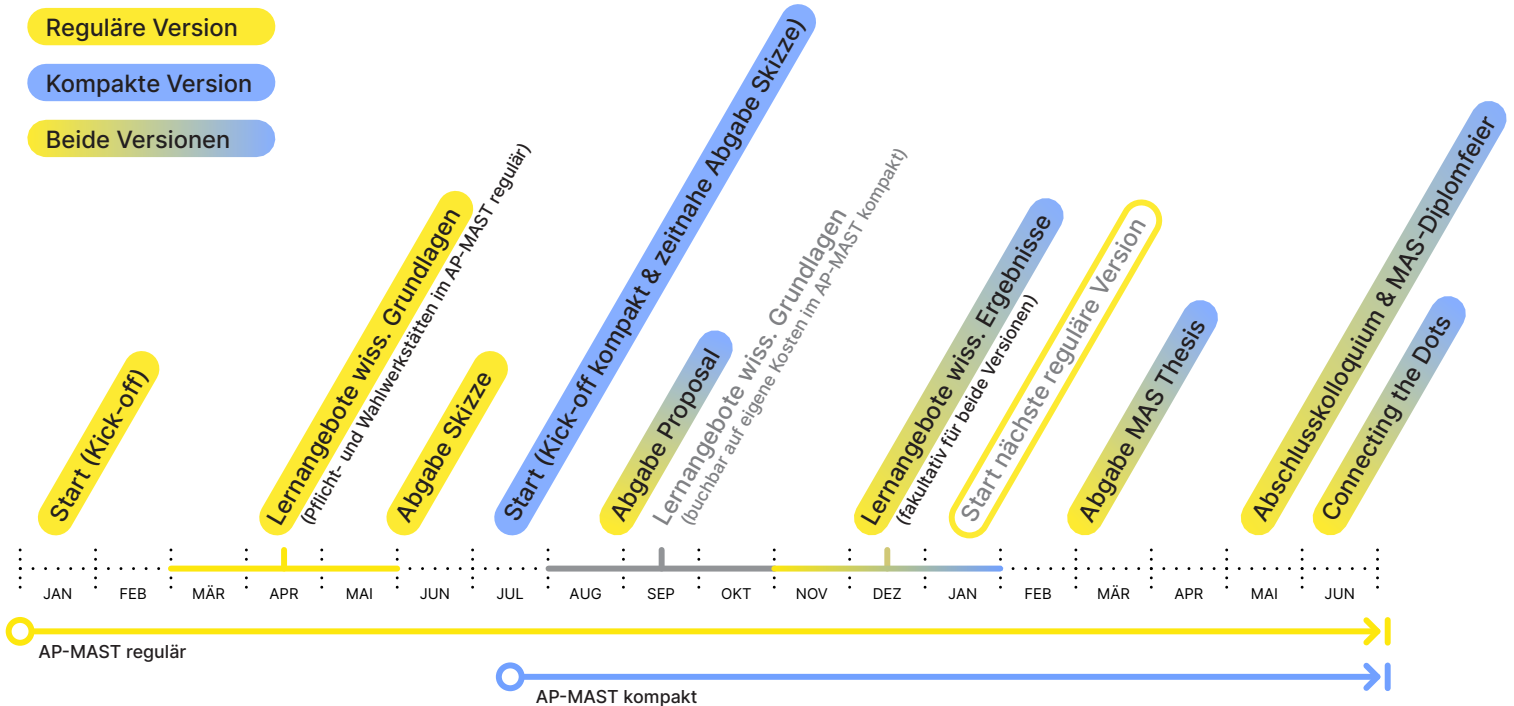 Reguläre Version
Kompakte Version
Beide Versionen
Start (Kick-off)
Lernangebote wiss. Grundlagen
(Pflicht- und Wahlwerkstätten im AP-MAST regulär)
Abgabe Skizze
Start (Kick-off kompakt & zeitnahe Abgabe Skizze)
Abgabe Proposal
Lernangebote wiss. Grundlagen
(buchbar auf eigene Kosten im AP-MAST kompakt)
Lernangebote wiss. Ergebnisse
(fakultativ für beide Versionen)
Start nächste reguläre Version
Abgabe MAS Thesis
Abschlusskolloquium & MAS-Diplomfeier
Connecting the Dots
JAN FEB MÄR APR MAI JUN JUL AUG SEP OKT NOV DEZ JAN FEB MÄR APR MAI JUN
AP-MAST regulär
AP-MAST kompakt